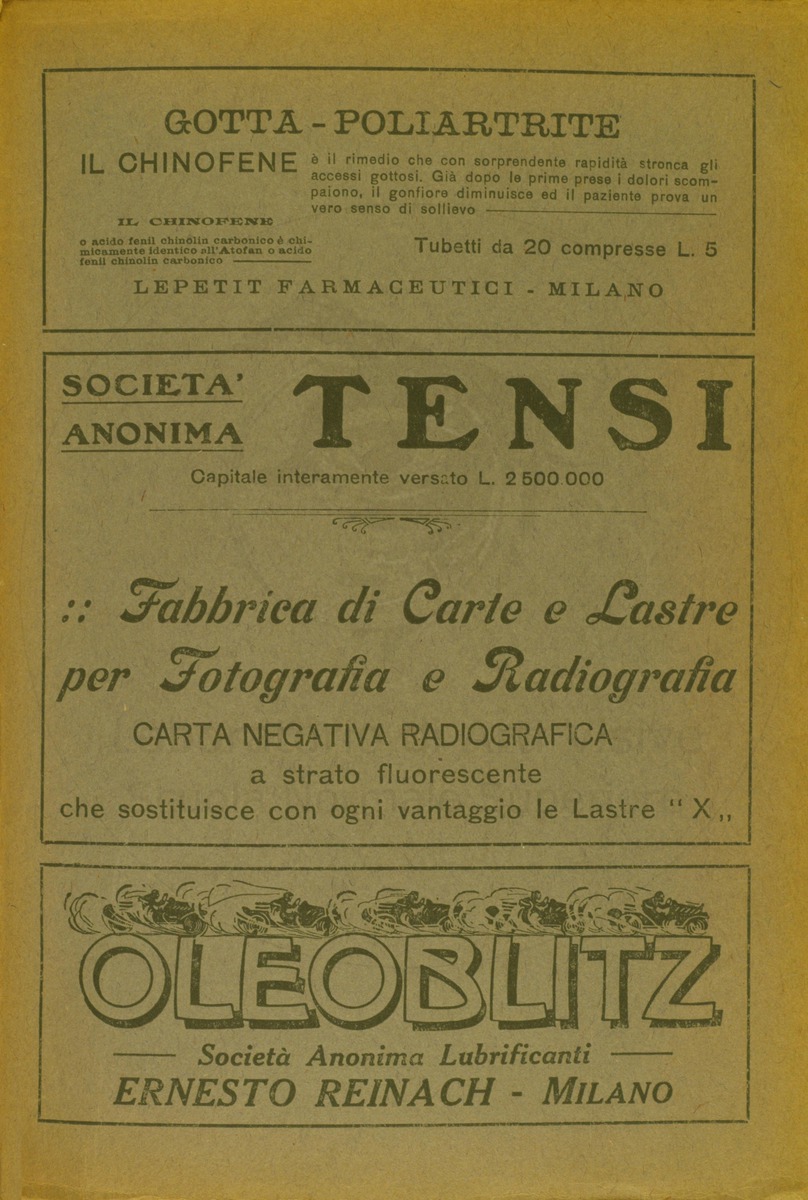 GOTTA - POLIARTRITE
IL CHINOFENE è il rimedio che con sorprendente rapidità stronca gli
accessi gottosi. Già dopo le prime prese i dolori scom-
paiono, il gonfiore diminuisce ed il paziente prova un
vero senso di sollievo
IL CHINOFENE
o acido fenil chinolin carbonico è chi-
micamente identico all'Atofan o acido
fenil chinolin carbonico
Tubetti da 20 compresse L. 5
LEPETIT FARMACEUTICI - MILANO
SOCIETA'
ANONIMA
TENSI
Capitale interamente versato L. 2 500.000
:: Fabbrica di Carte e Lastre
per Fotografia e Radiografia
CARTA NEGATIVA RADIOGRAFICA
a strato fluorescente
che sostituisce con ogni vantaggio le Lastre “ X „
OLEOBLITZ
Società Anonima Lubrificanti
ERNESTO REINACH - MILANO